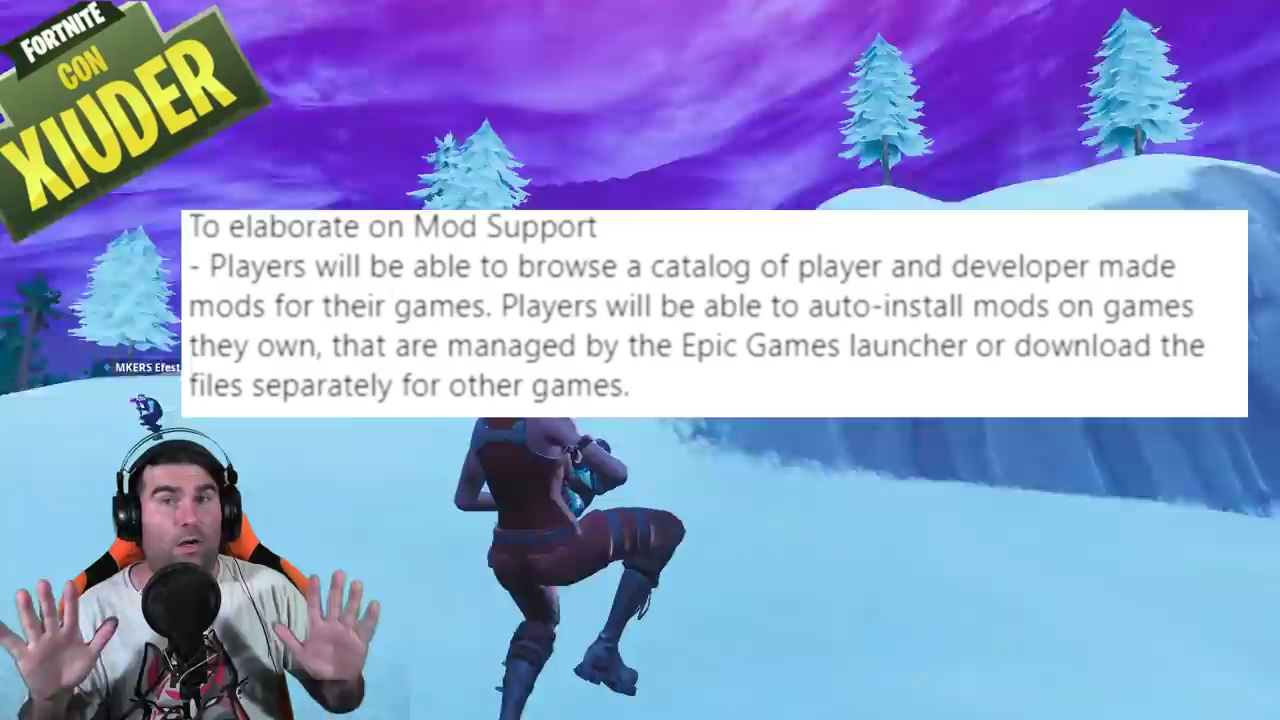 FORTNITE
CON
XIUDER
To elaborate on Mod Support
- Players will be able to browse a catalog of player and developer made
mods for their games. Players will be able to auto-install mods on games
they own, that are managed by the Epic Games launcher or download the
files separately for other games.
MKERS Efest